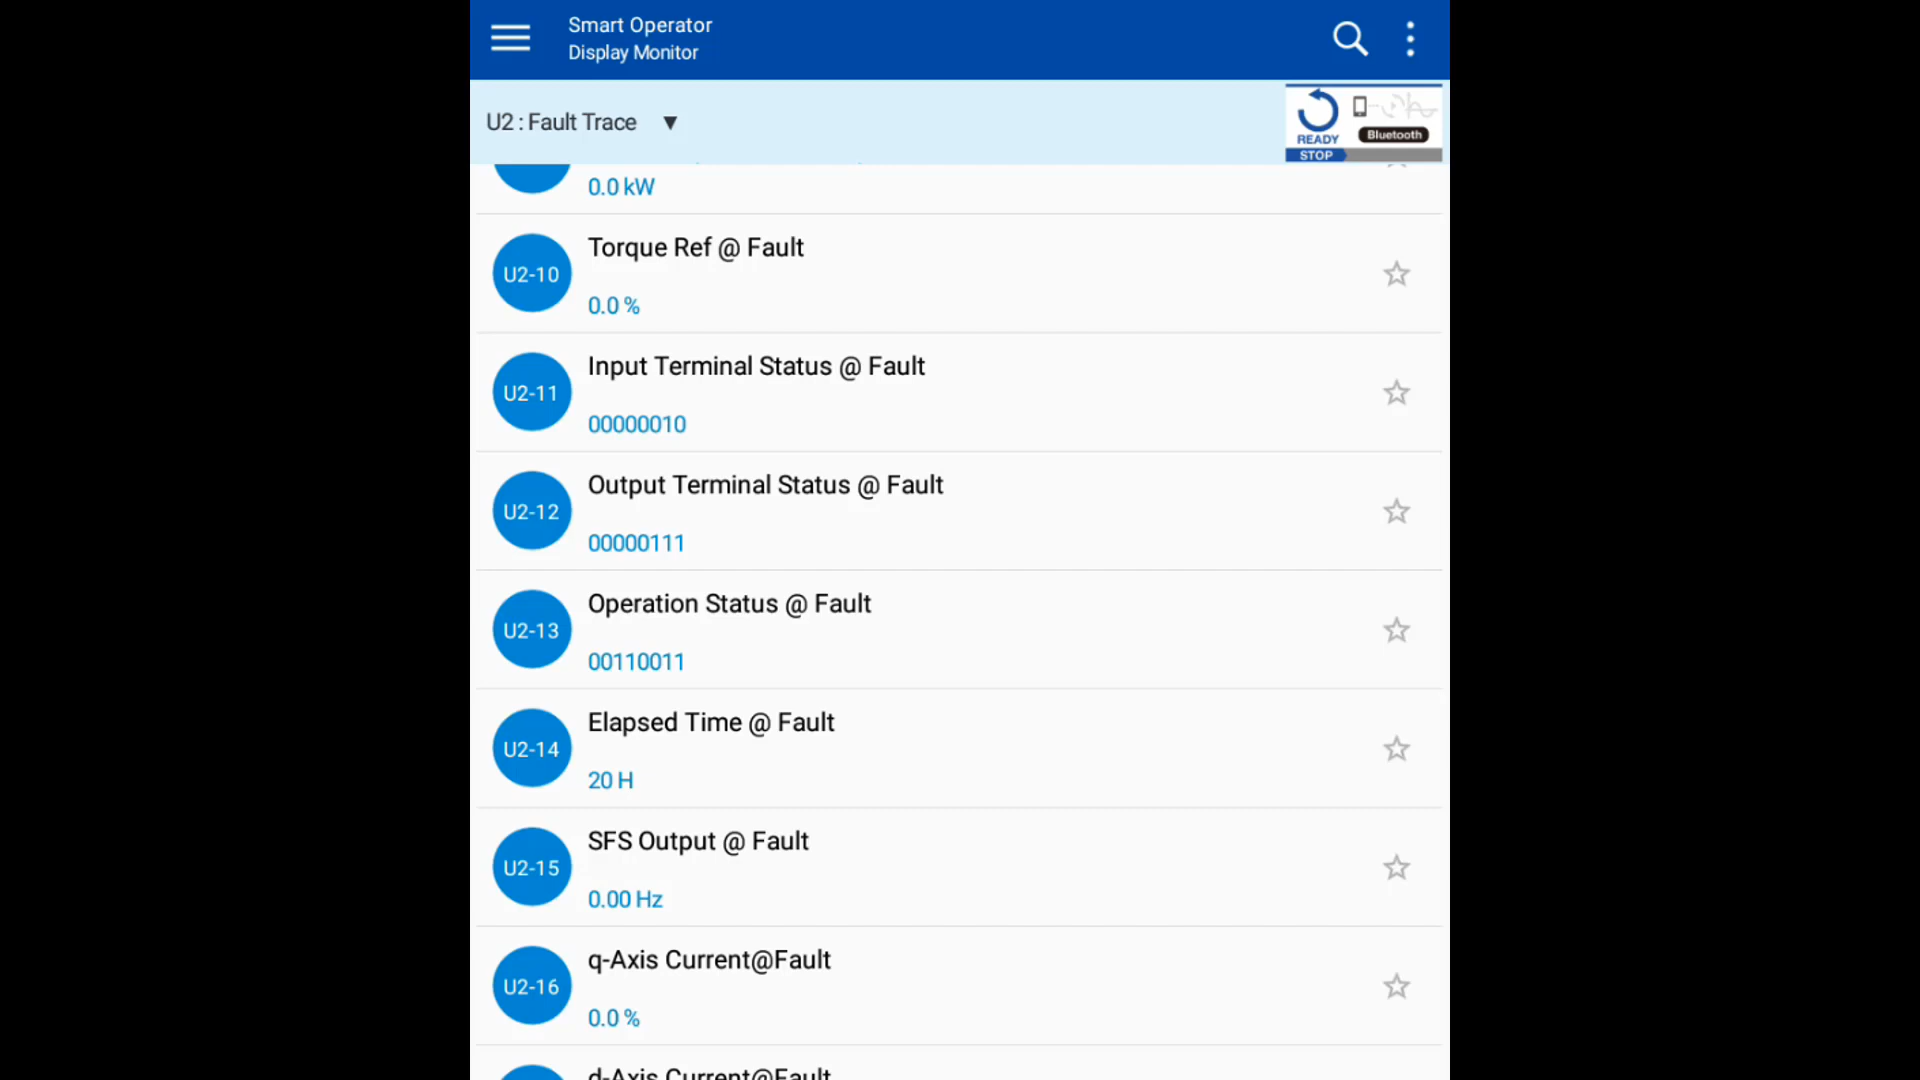 Smart Operator
Display Monitor
U2 : Fault Trace ▼
READY
Bluetooth
STOP
0.0 kW
U2-10
Torque Ref @ Fault
0.0 %
U2-11
Input Terminal Status @ Fault
00000010
U2-12
Output Terminal Status @ Fault
00000111
U2-13
Operation Status @ Fault
00110011
U2-14
Elapsed Time @ Fault
20 H
U2-15
SFS Output @ Fault
0.00 Hz
U2-16
q-Axis Current@Fault
0.0 %
d-Axis Current@Fault